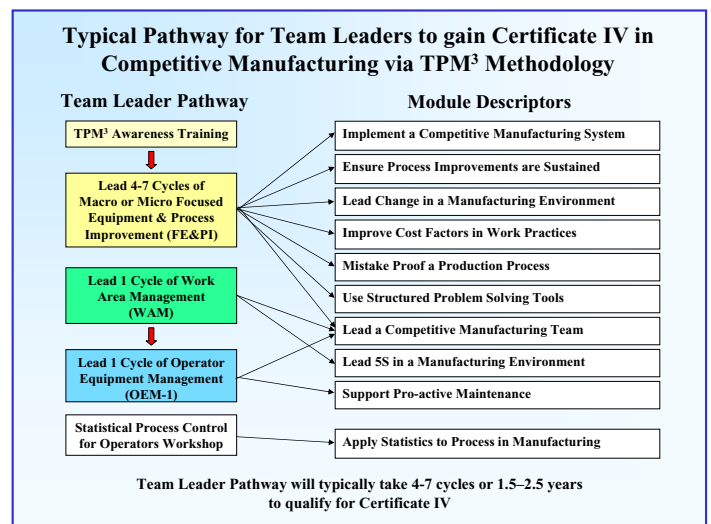 Typical Pathway for Team Leaders to gain Certificate IV in
Competitive Manufacturing via TPM³ Methodology
Team Leader Pathway
TPM³ Awareness Training
Lead 4-7 Cycles of
Macro or Micro Focused
Equipment & Process
Improvement (FE&PI)
Lead 1 Cycle of Work
Area Management
(WAM)
Lead 1 Cycle of Operator
Equipment Management
(OEM-1)
Statistical Process Control
for Operators Workshop
Module Descriptors
Implement a Competitive Manufacturing System
Ensure Process Improvements are Sustained
Lead Change in a Manufacturing Environment
Improve Cost Factors in Work Practices
Mistake Proof a Production Process
Use Structured Problem Solving Tools
Lead a Competitive Manufacturing Team
Lead 5S in a Manufacturing Environment
Support Pro-active Maintenance
Apply Statistics to Process in Manufacturing
Team Leader Pathway will typically take 4-7 cycles or 1.5–2.5 years
to qualify for Certificate IV